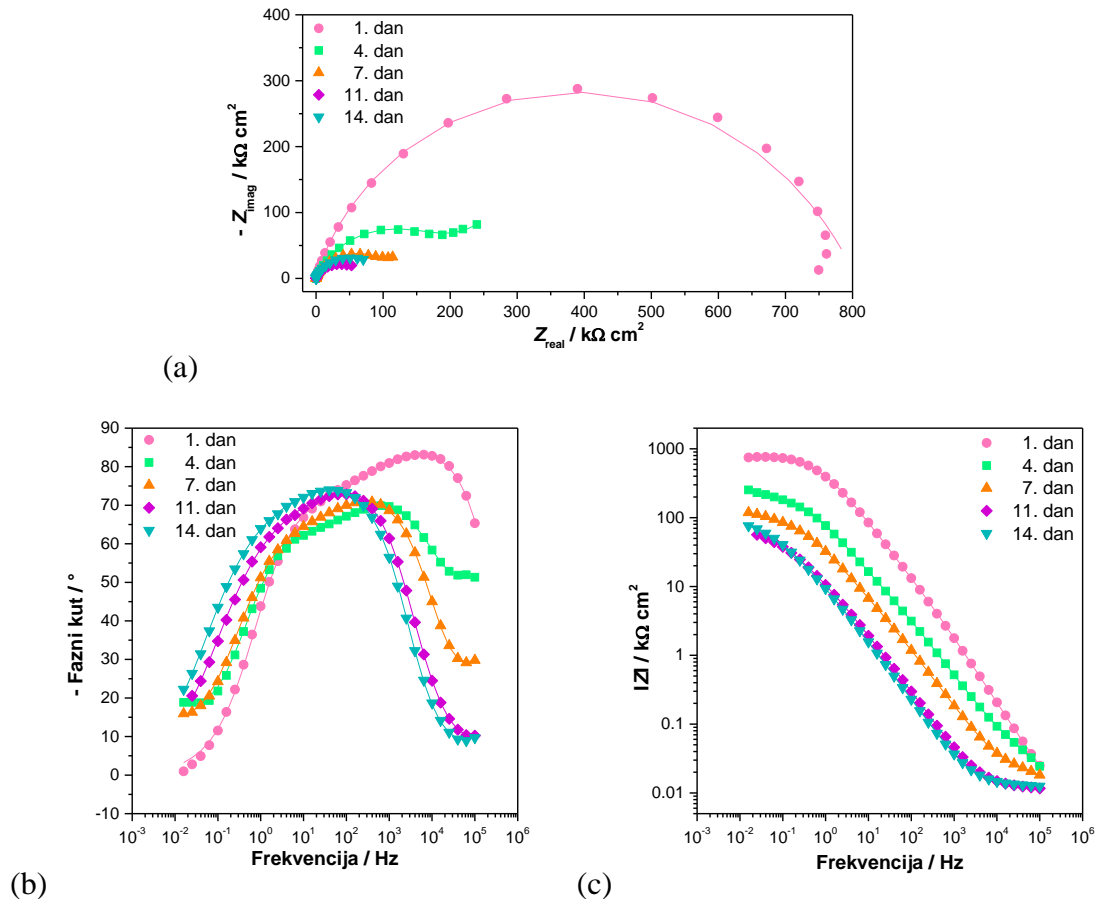 400
300
200
100
0
- Zimag / kΩ cm²
1. dan
4. dan
7. dan
11. dan
14. dan
0 100 200 300 400 500 600 700 800
Zreal / kΩ cm²
(a)
90
80
70
60
50
40
30
20
10
0
-10
- Fazni kut / °
1. dan
4. dan
7. dan
11. dan
14. dan
10⁻³ 10⁻² 10⁻¹ 10⁰ 10¹ 10² 10³ 10⁴ 10⁵ 10⁶
Frekvencija / Hz
(b)
1000
100
10
1
0.1
0.01
|Z| / kΩ cm²
1. dan
4. dan
7. dan
11. dan
14. dan
10⁻³ 10⁻² 10⁻¹ 10⁰ 10¹ 10² 10³ 10⁴ 10⁵ 10⁶
Frekvencija / Hz
(c)